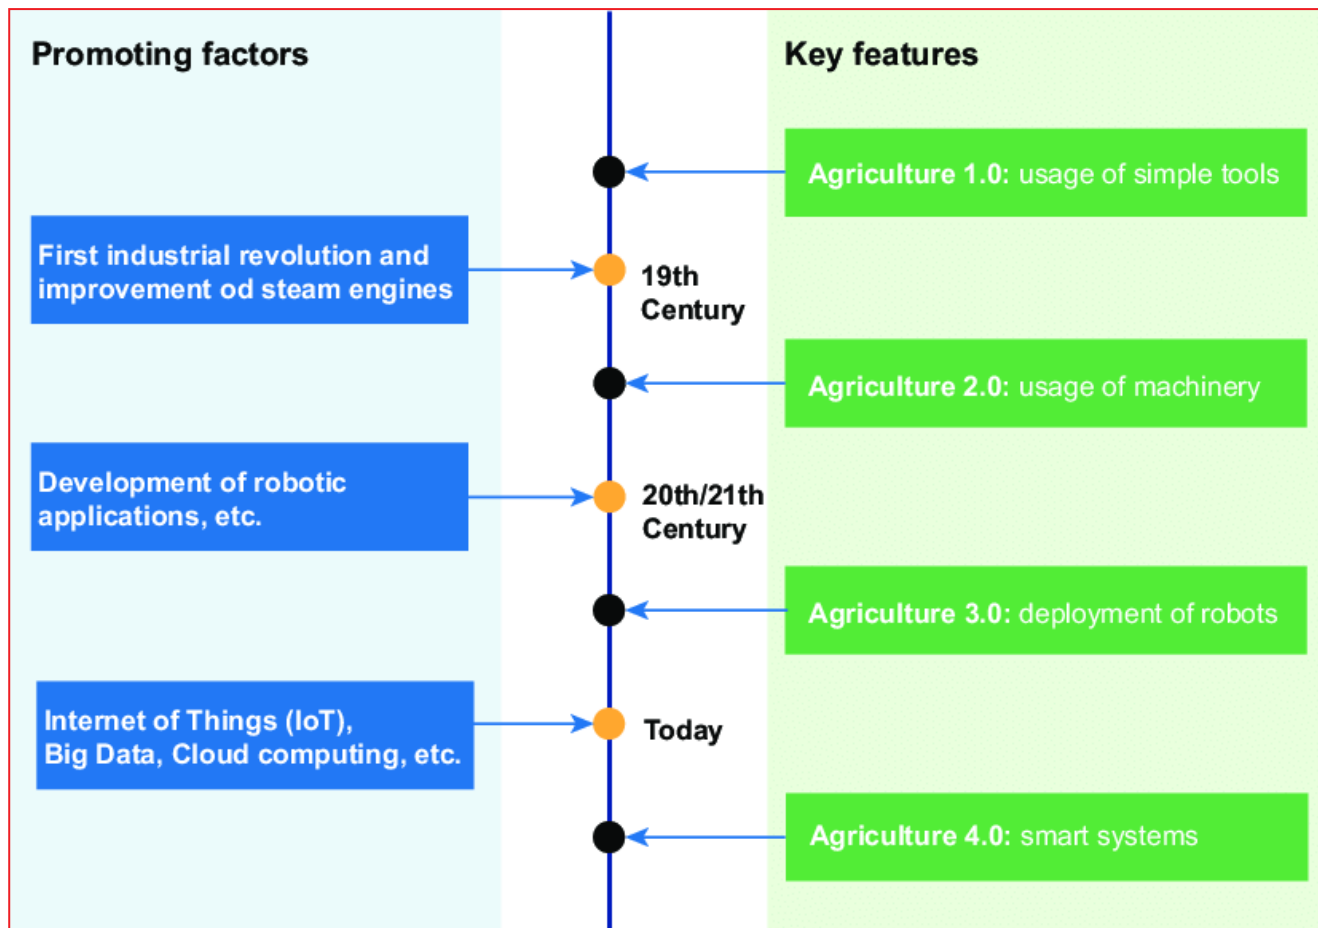 Promoting factors
Key features
Agriculture 1.0: usage of simple tools
First industrial revolution and
improvement od steam engines
19th
Century
Agriculture 2.0: usage of machinery
Development of robotic
applications, etc.
20th/21th
Century
Agriculture 3.0: deployment of robots
Internet of Things (IoT),
Big Data, Cloud computing, etc.
Today
Agriculture 4.0: smart systems